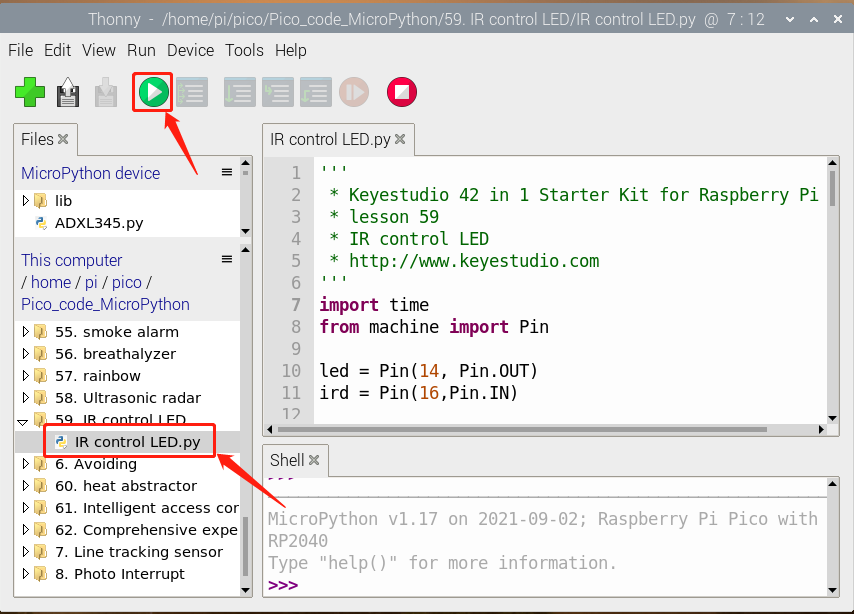 Thonny - /home/pi/pico/Pico_code_MicroPython/59. IR control LED/IR control LED.py @ 7 : 12
File Edit View Run Device Tools Help
Files
MicroPython device
lib
ADXL345.py
This computer
/ home / pi / pico /
Pico_code_MicroPython
55. smoke alarm
56. breathalyzer
57. rainbow
58. Ultrasonic radar
59. IR control LED
IR control LED.py
6. Avoiding
60. heat abstractor
61. Intelligent access cor
62. Comprehensive expe
7. Line tracking sensor
8. Photo Interrupt
IR control LED.py
1 '''
2 * Keyestudio 42 in 1 Starter Kit for Raspberry Pi
3 * lesson 59
4 * IR control LED
5 * http://www.keyestudio.com
6 '''
7 import time
8 from machine import Pin
9
10 led = Pin(14, Pin.OUT)
11 ird = Pin(16,Pin.IN)
12
Shell
>>>
MicroPython v1.17 on 2021-09-02; Raspberry Pi Pico with
RP2040
Type "help()" for more information.
>>>